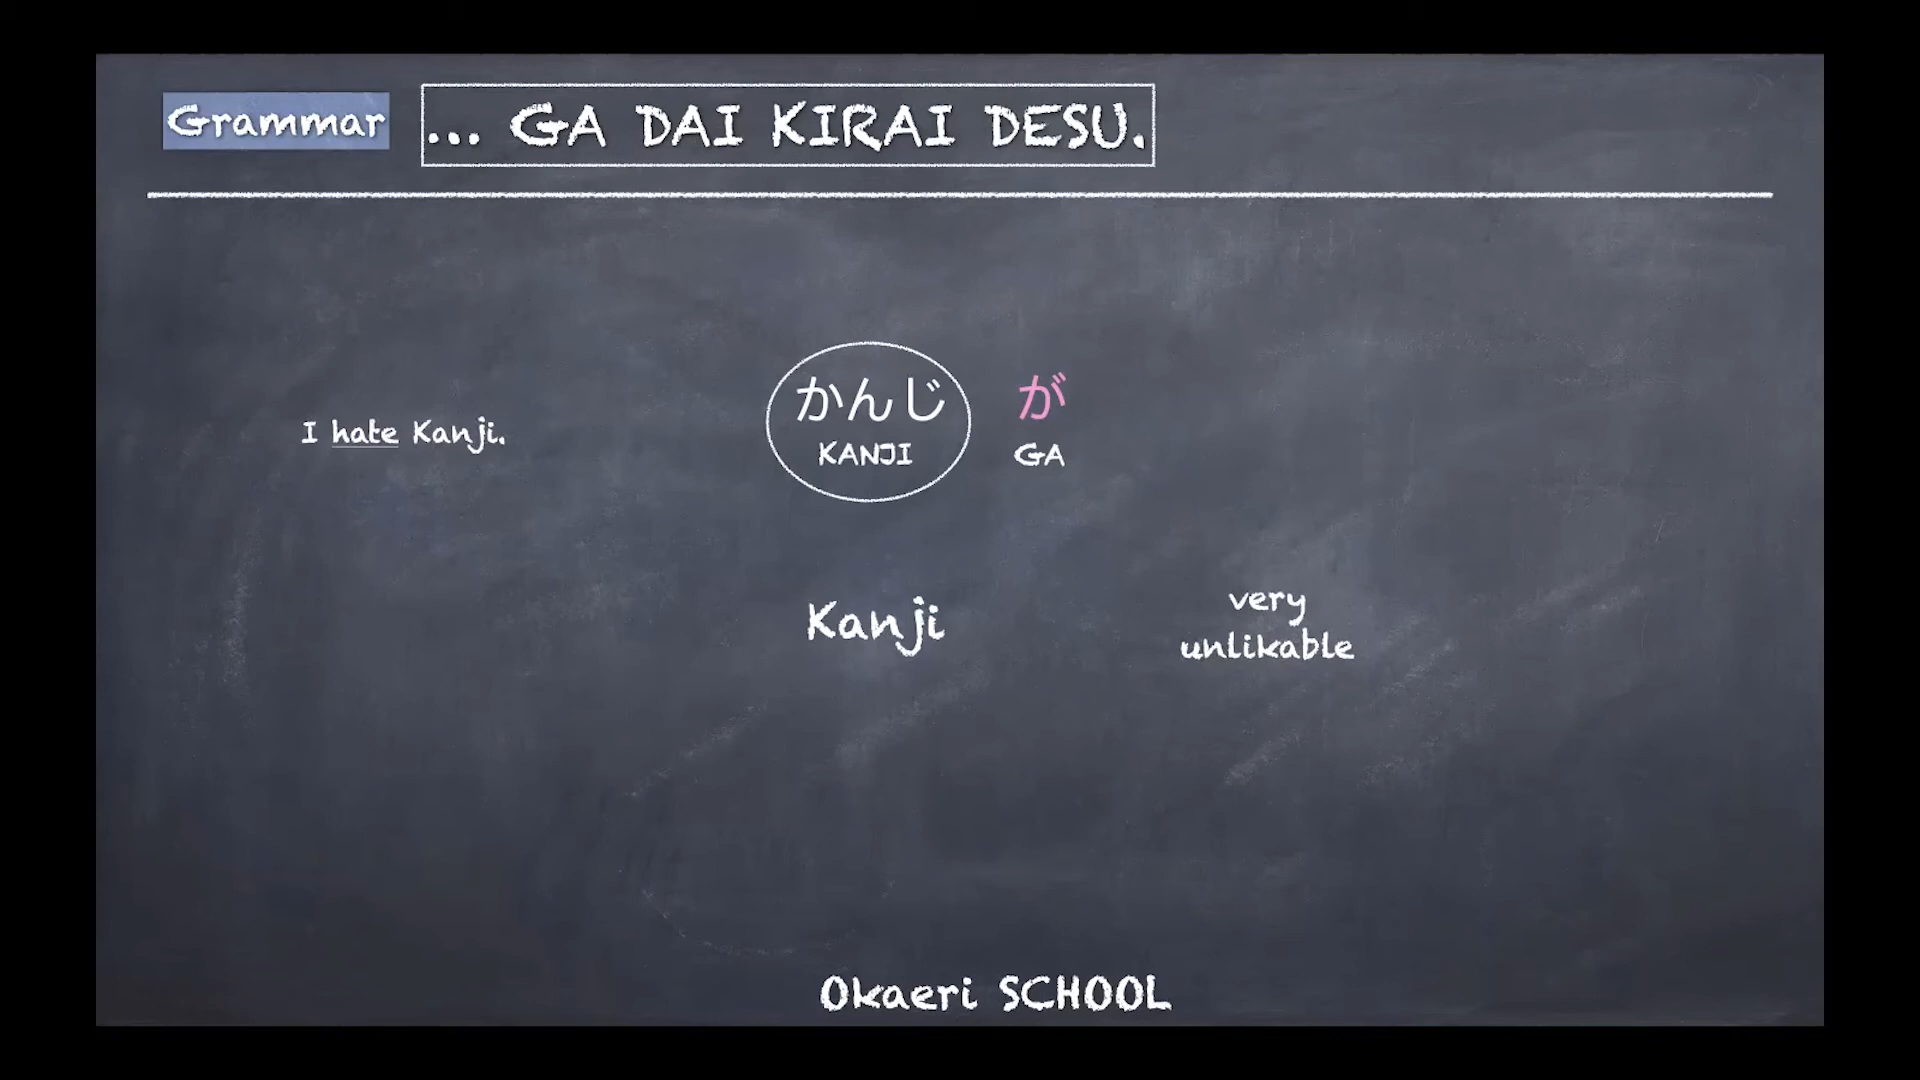 Grammar
... GA DAI KIRAI DESU.
I hate Kanji.
かんじ が
KANJI GA
Kanji
very
unlikable
Okaeri SCHOOL